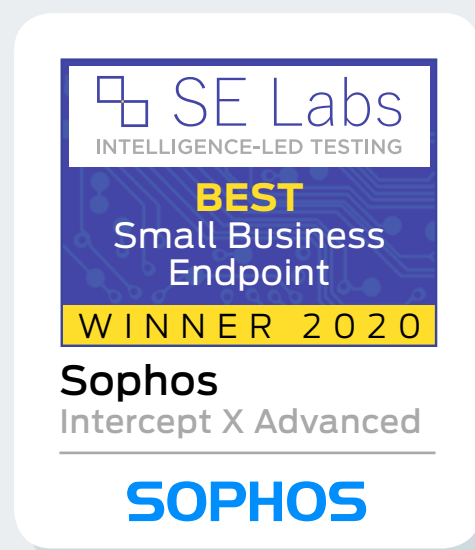 SE Labs
INTELLIGENCE-LED TESTING
BEST
Small Business
Endpoint
WINNER 2020
Sophos
Intercept X Advanced
SOPHOS